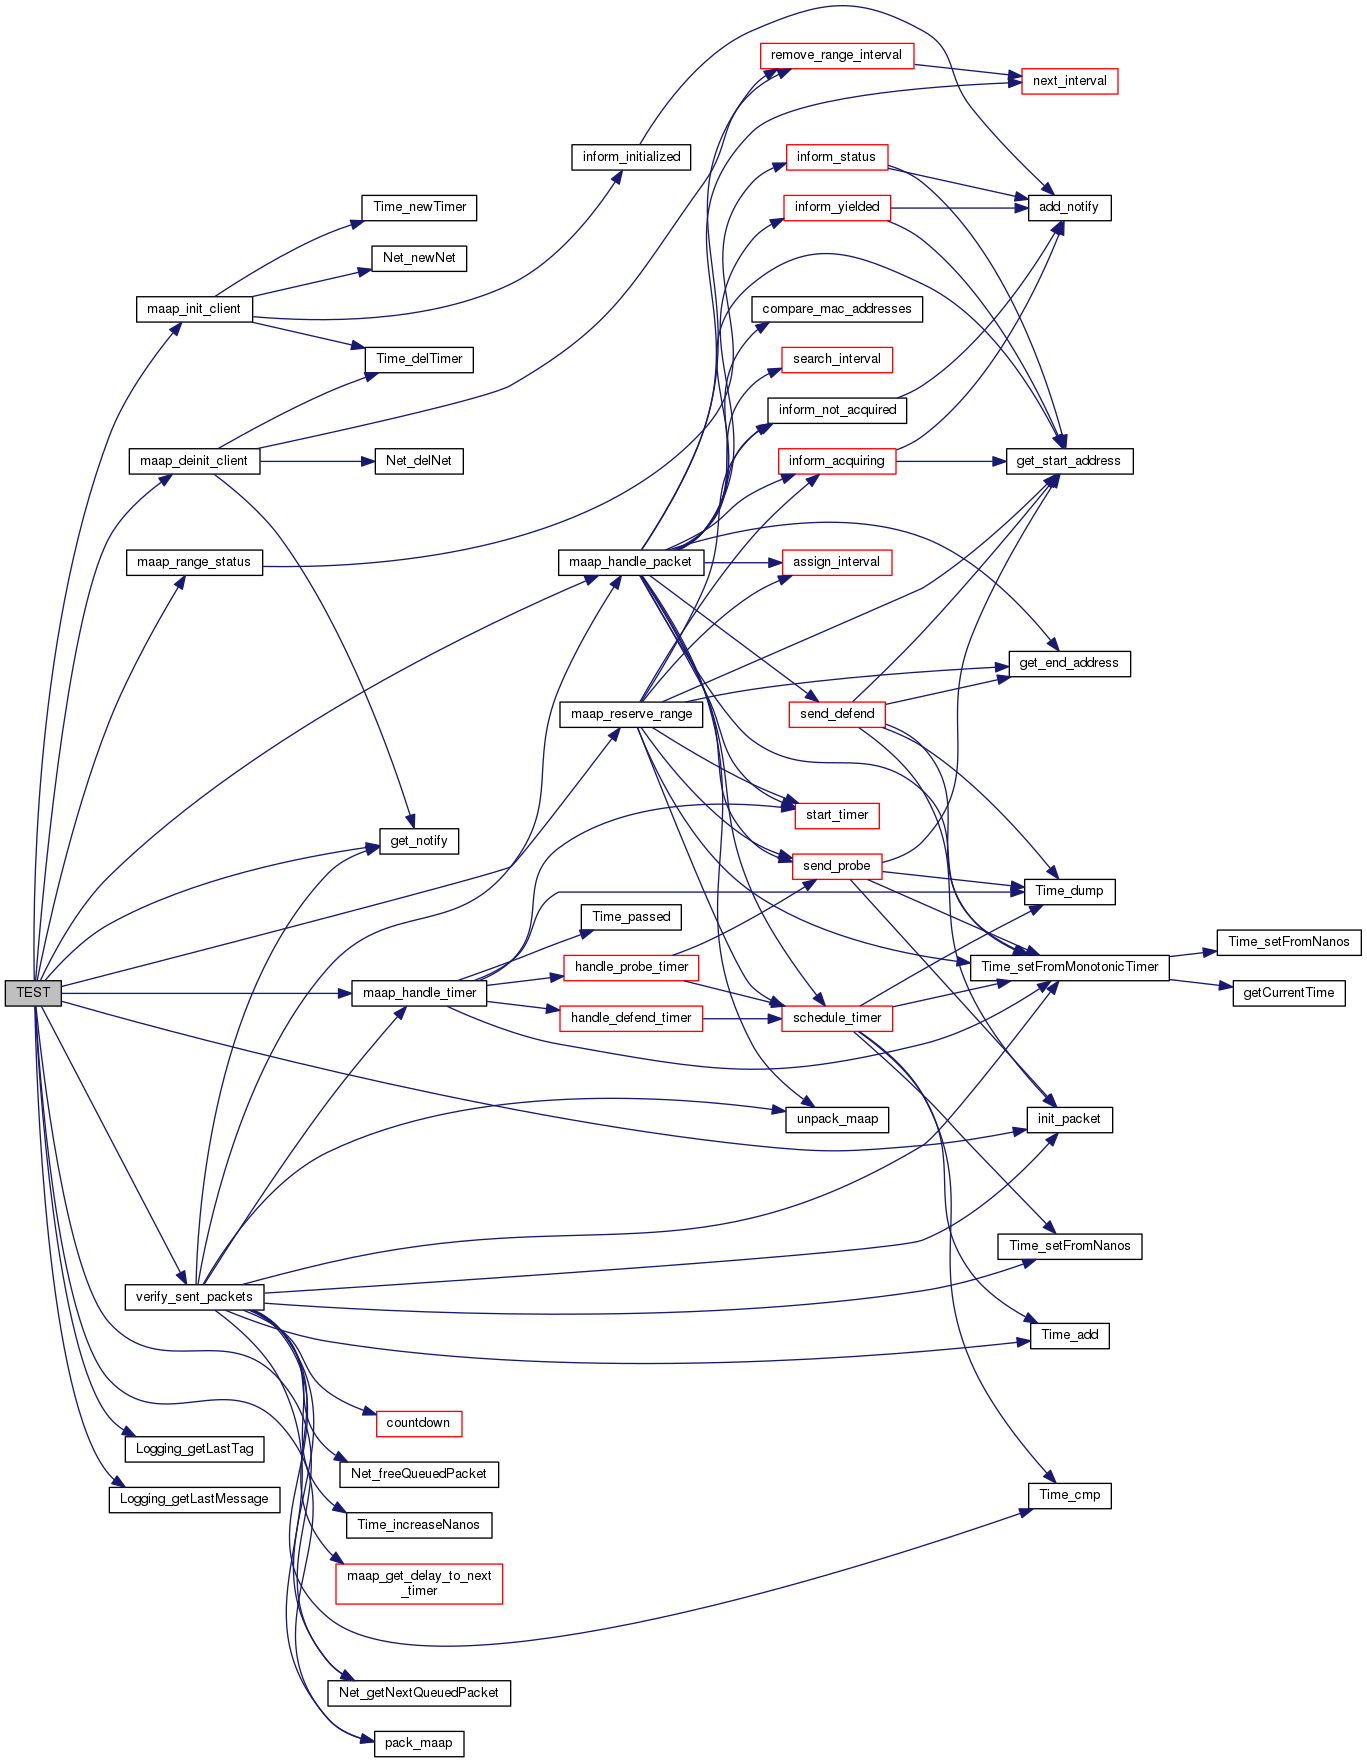 remove_range_interval
next_interval
inform_initialized
inform_status
Time_newTimer
inform_yielded
add_notify
Net_newNet
maap_init_client
compare_mac_addresses
Time_delTimer
search_interval
inform_not_acquired
maap_deinit_client
Net_delNet
inform_acquiring
get_start_address
maap_range_status
maap_handle_packet
assign_interval
get_end_address
maap_reserve_range
send_defend
start_timer
get_notify
send_probe
Time_dump
Time_passed
Time_setFromNanos
handle_probe_timer
Time_setFromMonotonicTimer
TEST
maap_handle_timer
getCurrentTime
handle_defend_timer
schedule_timer
unpack_maap
init_packet
Time_setFromNanos
verify_sent_packets
Time_add
countdown
Logging_getLastTag
Net_freeQueuedPacket
Logging_getLastMessage
Time_cmp
Time_increaseNanos
maap_get_delay_to_next
_timer
Net_getNextQueuedPacket
pack_maap